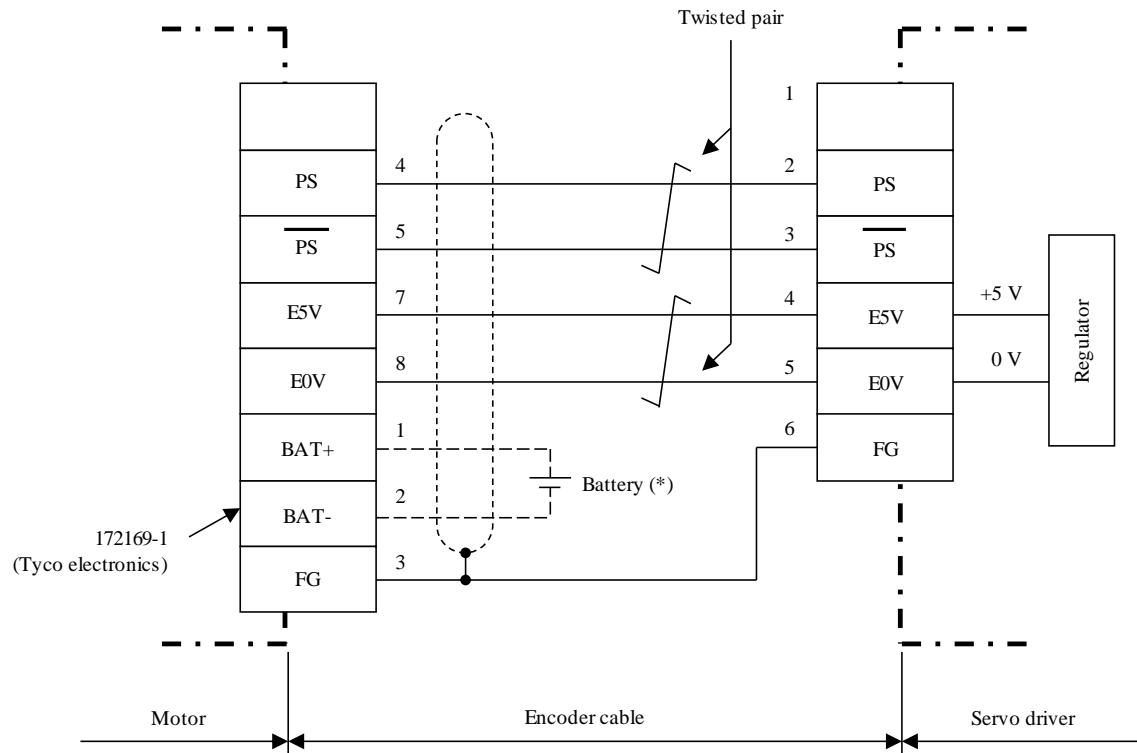 Twisted pair
1
4
2
PS
PS
5
3
PS
PS
7
4
+5 V
E5V
E5V
8
5
0 V
E0V
E0V
Regulator
1
6
BAT+
FG
2
Battery (*)
BAT-
172169-1
(Tyco electronics)
3
FG
Motor
Encoder cable
Servo driver